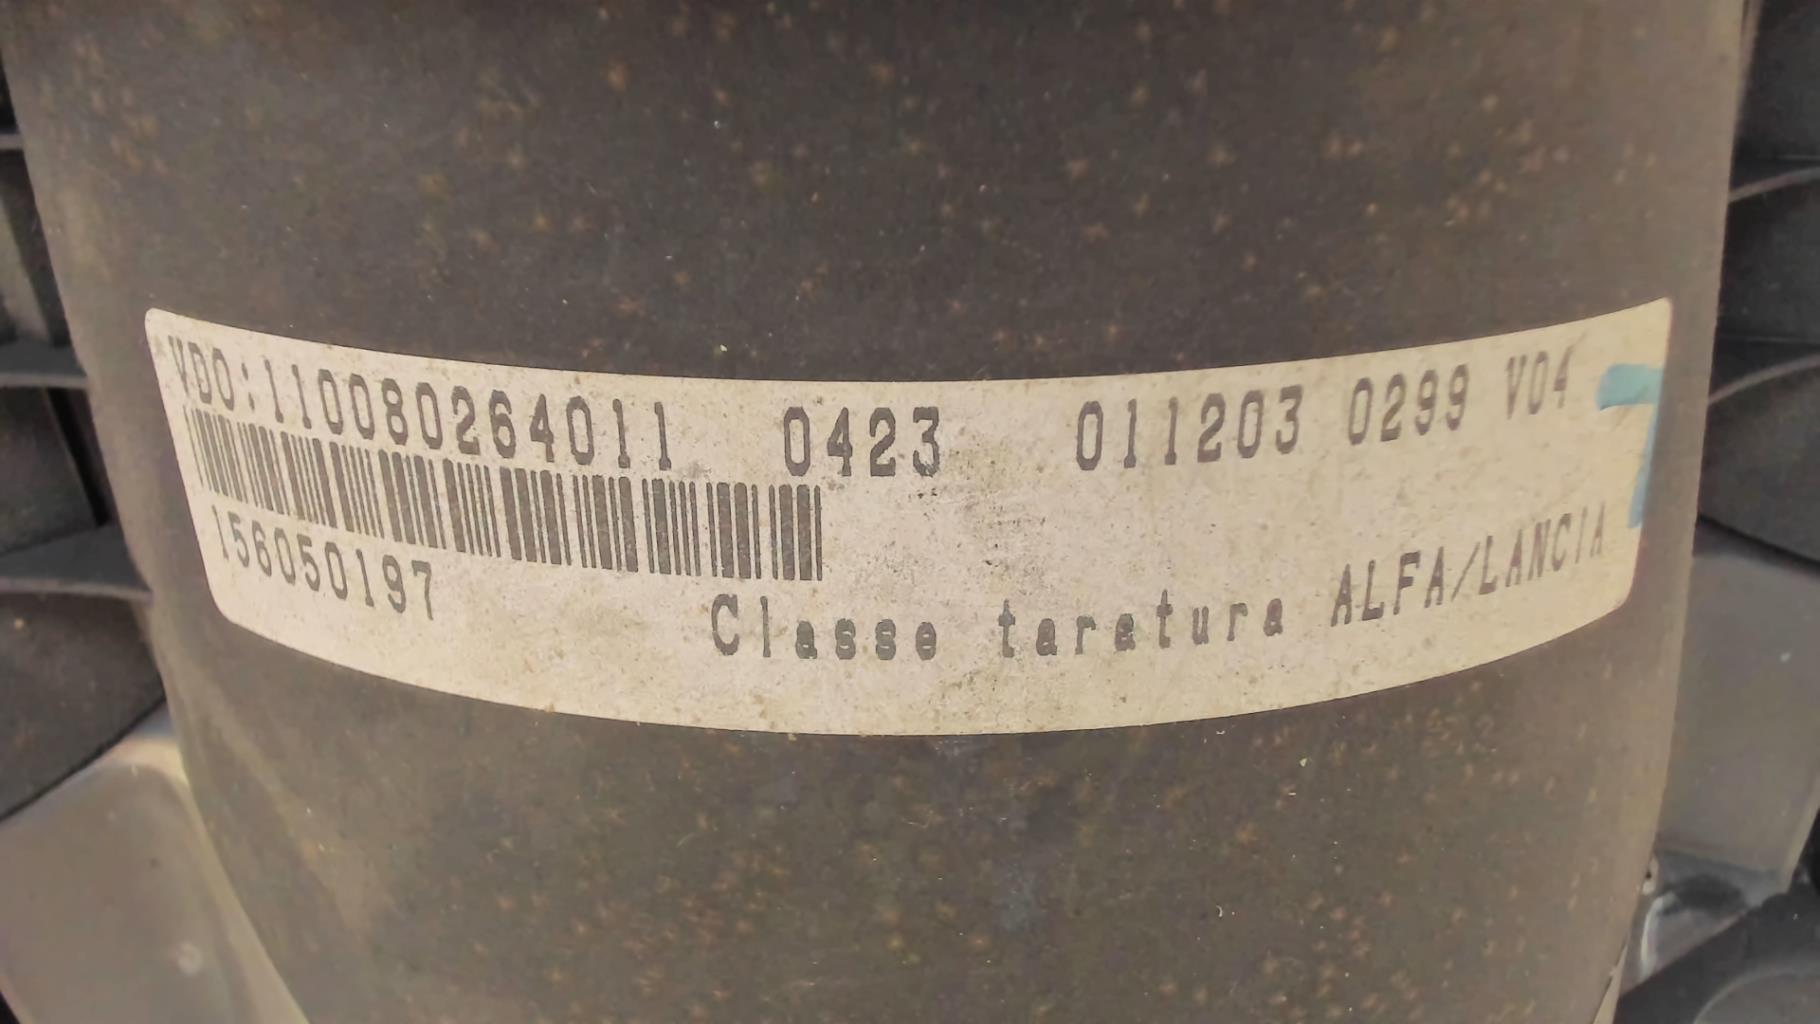 VDO:110080264011 0423 011203 0299 V04
156050197
Classe taratura ALFA/LANCIA